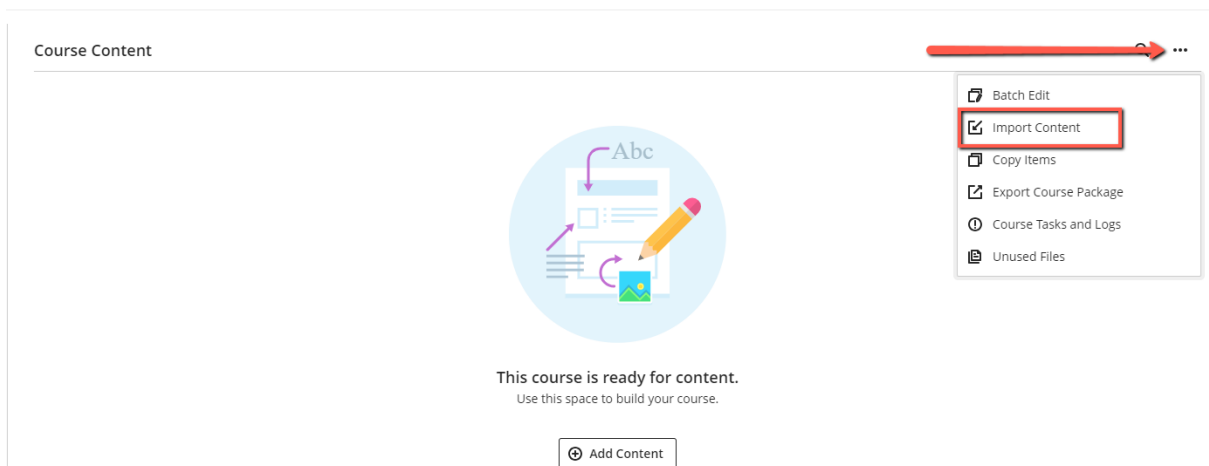 Course Content
Batch Edit
Import Content
Copy Items
Export Course Package
Course Tasks and Logs
Unused Files
Abc
This course is ready for content.
Use this space to build your course.
Add Content